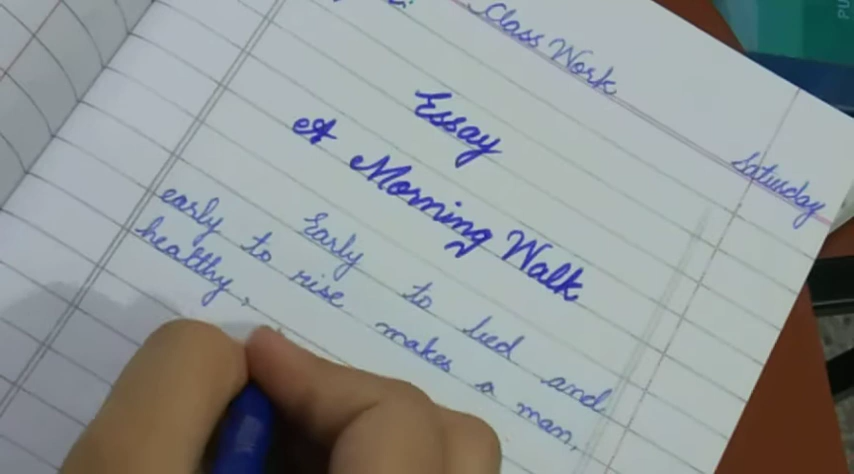 Class Work
Saturday
Essay
A Morning Walk
Early to bed and
early to rise makes a man,
healthy,